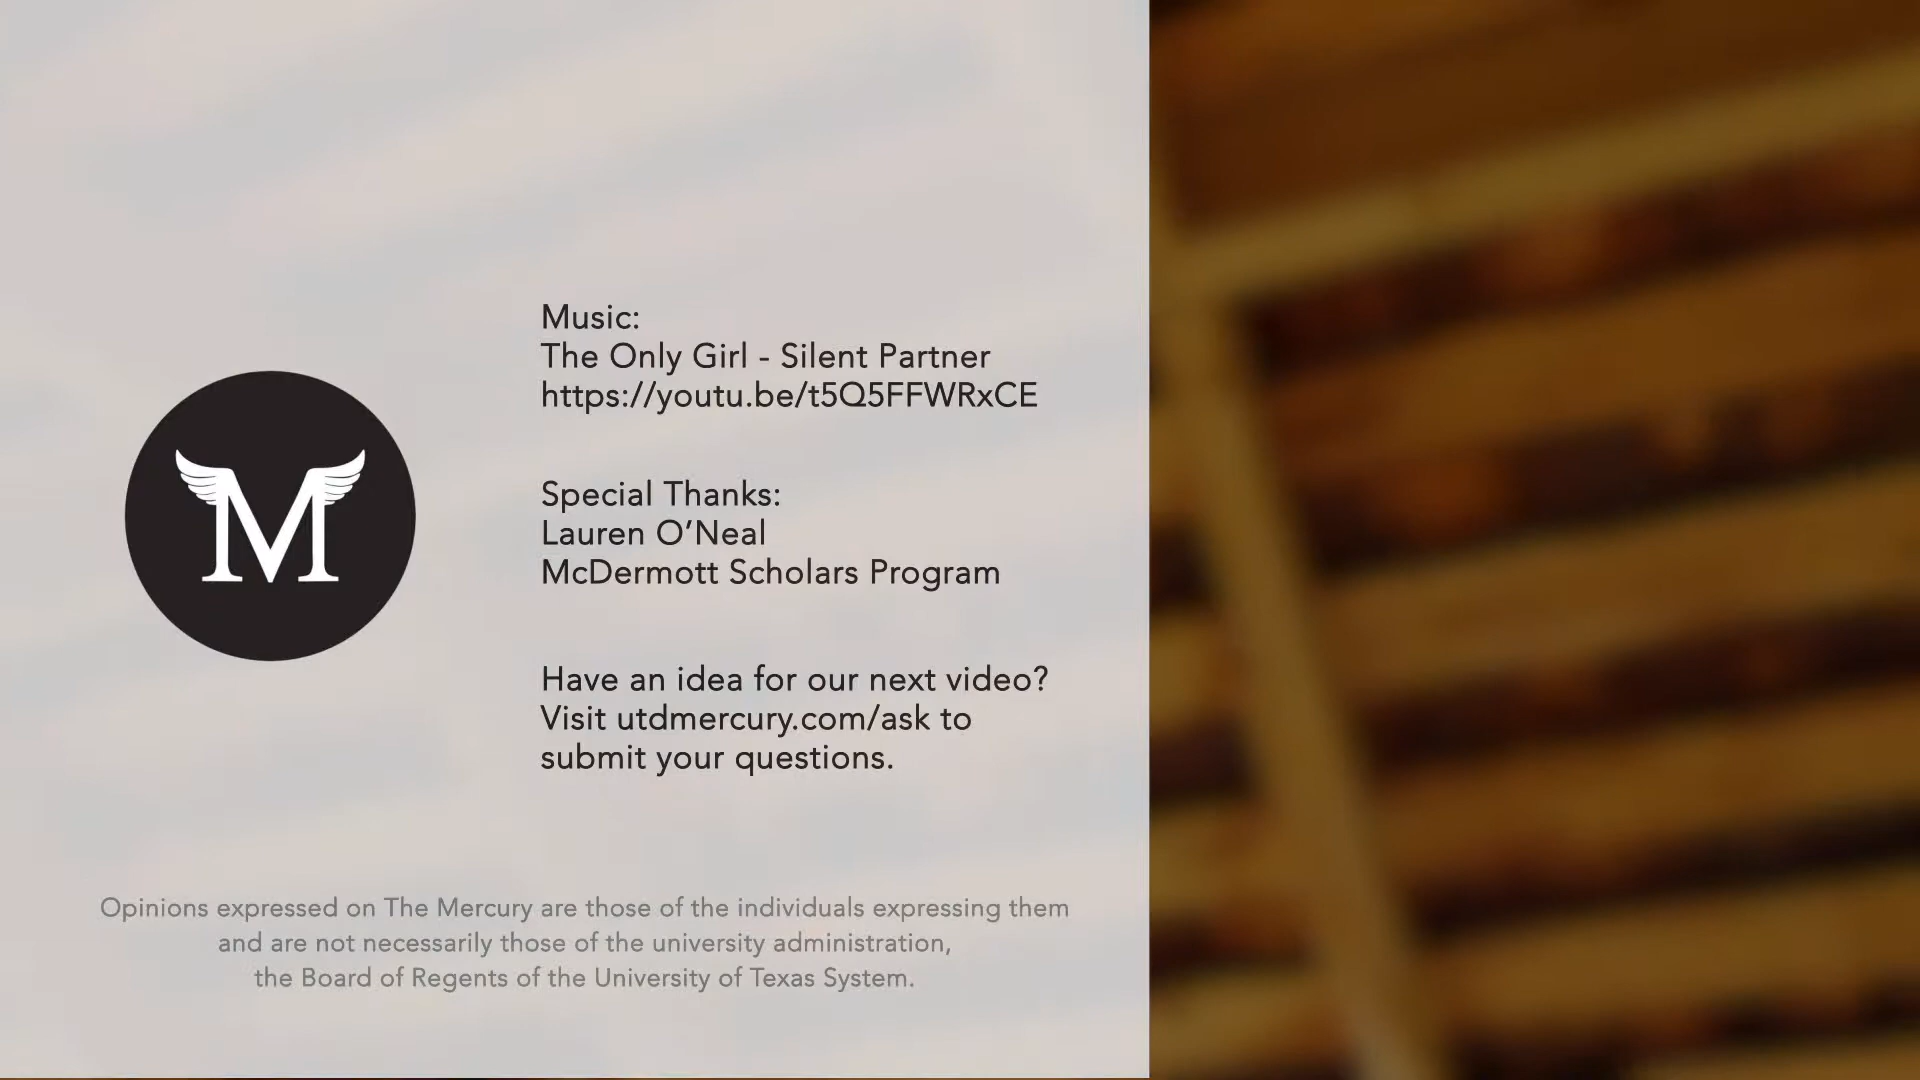 M
Music:
The Only Girl - Silent Partner
https://youtu.be/t5Q5FFWRxCE
Special Thanks:
Lauren O’Neal
McDermott Scholars Program
Have an idea for our next video?
Visit utdmercury.com/ask to
submit your questions.
Opinions expressed on The Mercury are those of the individuals expressing them
and are not necessarily those of the university administration,
the Board of Regents of the University of Texas System.